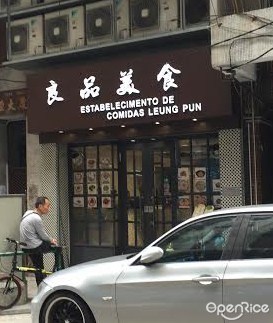 良品美食
ESTABELECIMENTO DE
COMIDAS LEUNG PUN
OpenRice